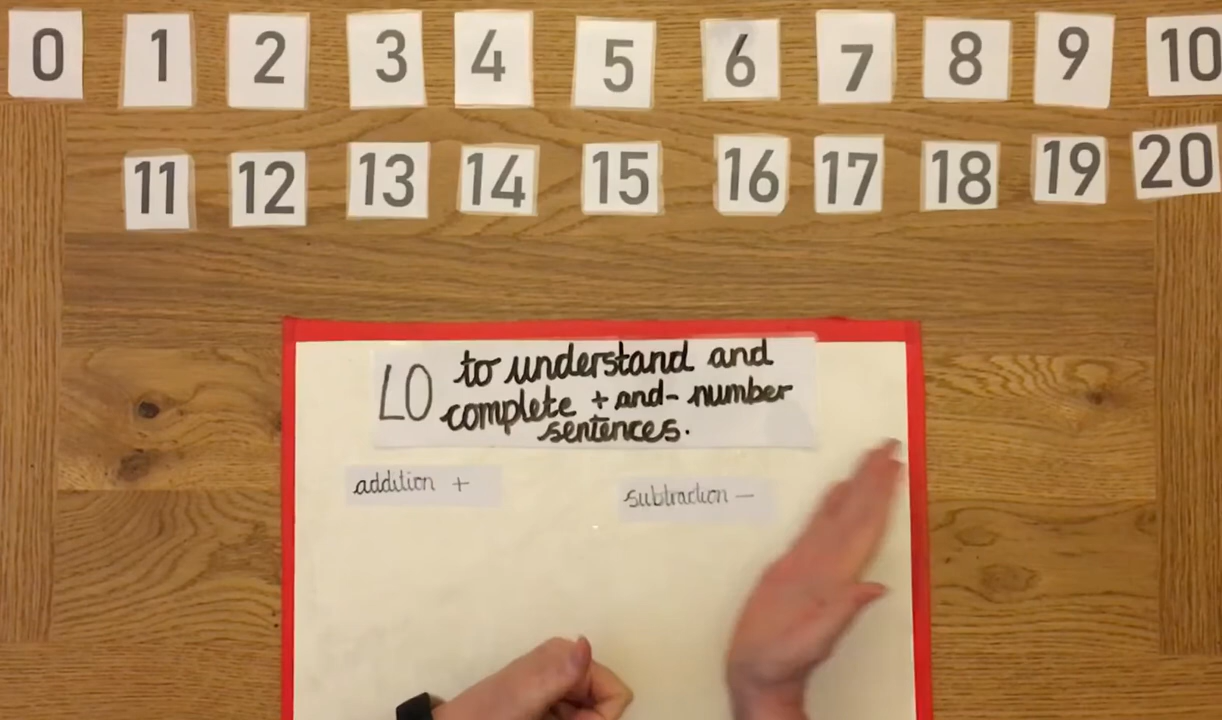 0 1 2 3 4 5 6 7 8 9 10
11 12 13 14 15 16 17 18 19 20
LO to understand and
complete + and - number
sentences.
addition +
subtraction -